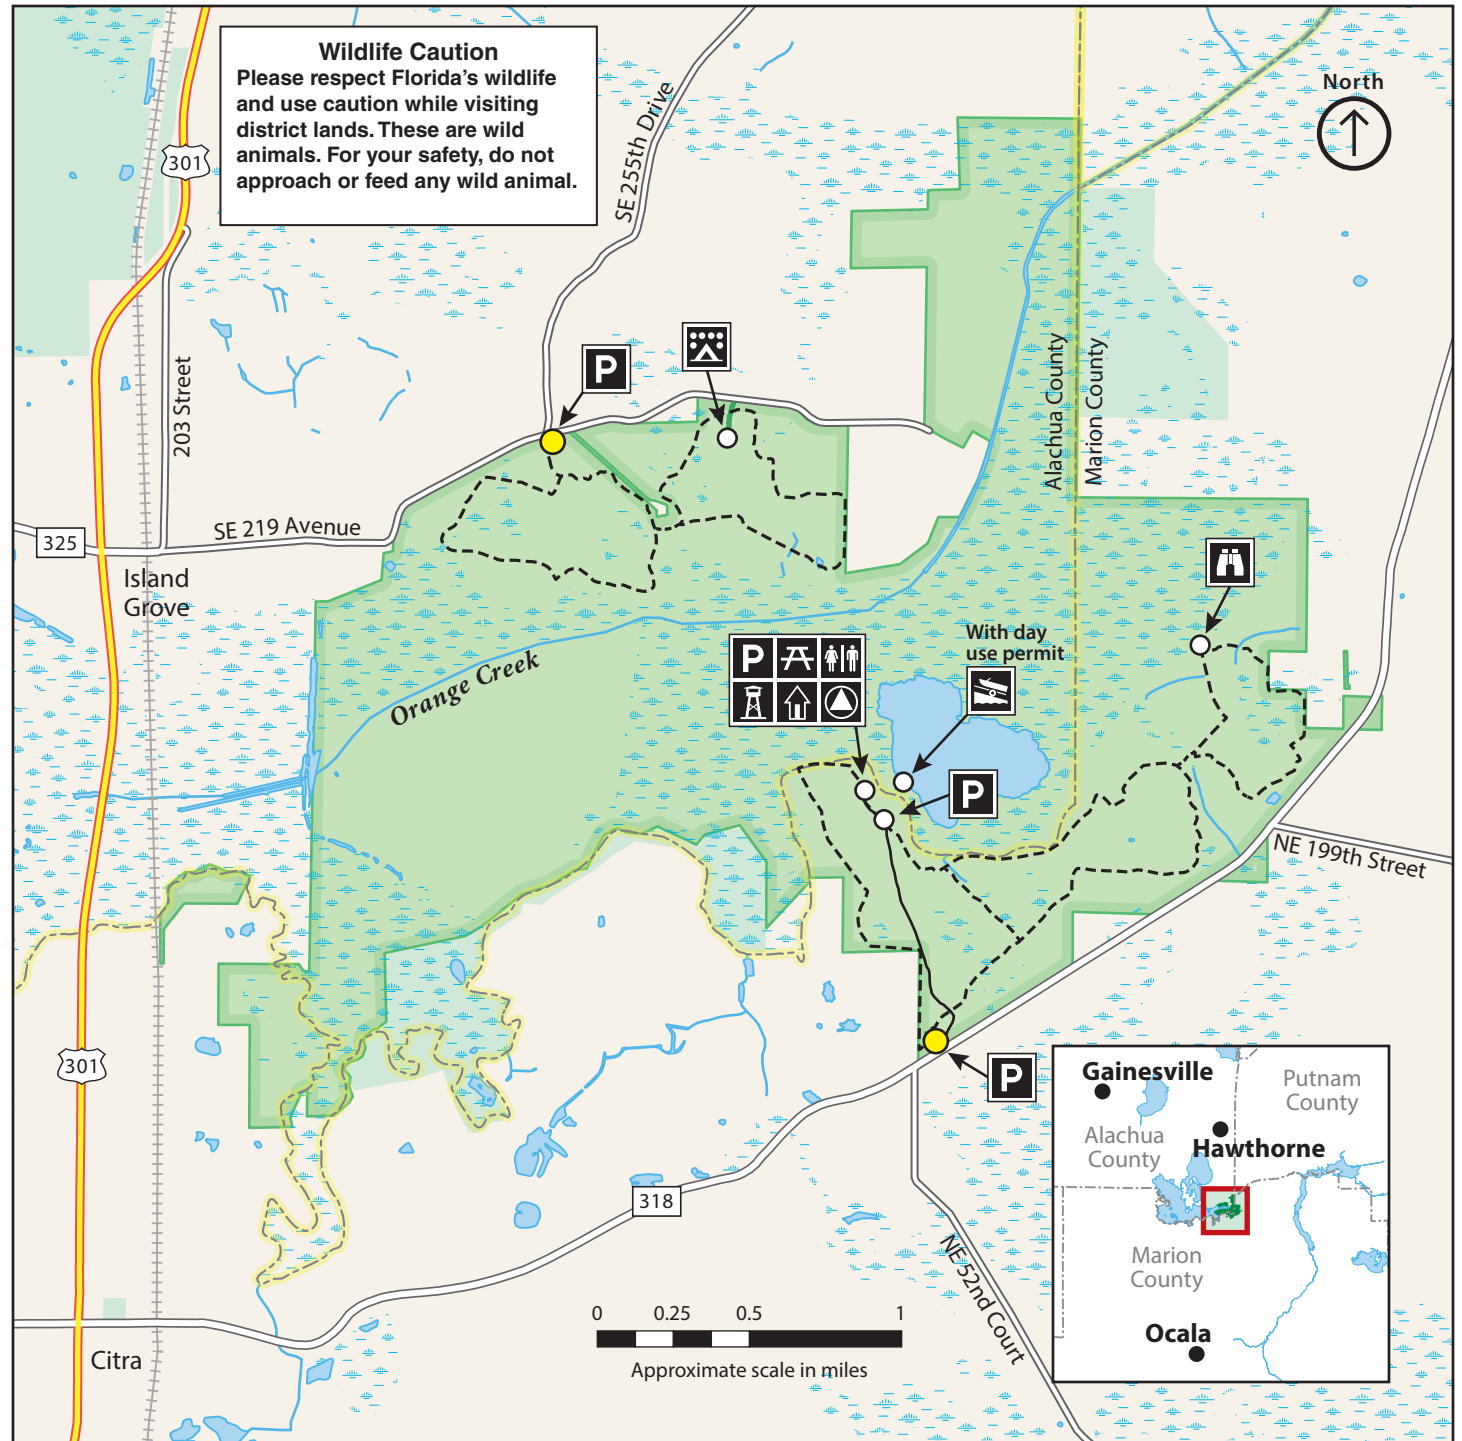 Wildlife Caution
Please respect Florida's wildlife
and use caution while visiting
district lands. These are wild
animals. For your safety, do not
approach or feed any wild animal.
North
301
SE 255th Drive
203 Street
Alachua County
Marion County
P
325
SE 219 Avenue
Island
Grove
Orange Creek
With day
use permit
P
P
NE 199th Street
301
P
318
NE 52nd Court
Citra
0 0.25 0.5 1
Approximate scale in miles
Gainesville
Putnam
County
Alachua
County
Hawthorne
Marion
County
Ocala